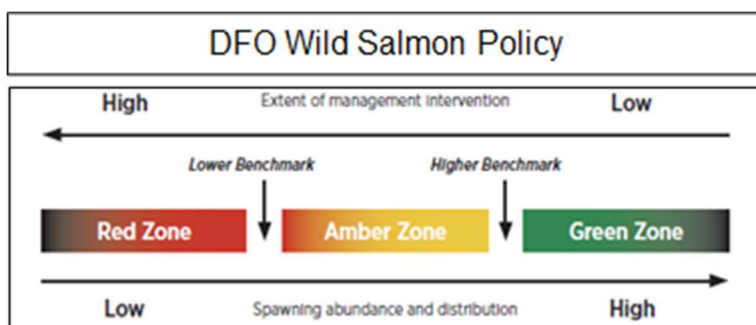 DFO Wild Salmon Policy
High Extent of management intervention Low
Lower Benchmark Higher Benchmark
Red Zone Amber Zone Green Zone
Low Spawning abundance and distribution High